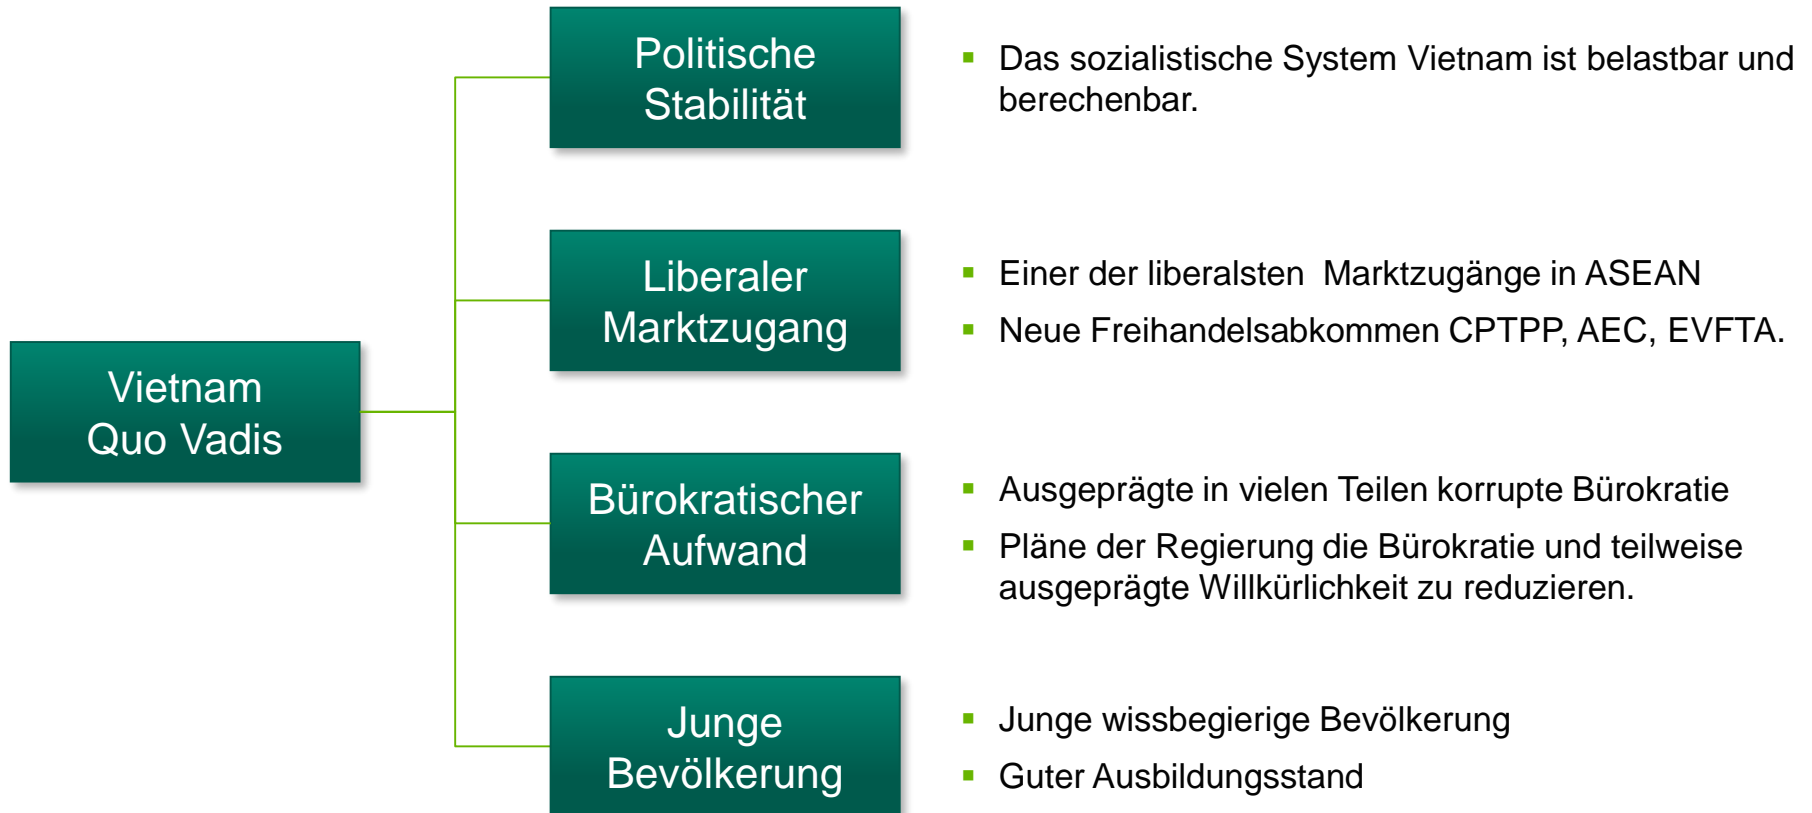 Politische
Stabilität
Das sozialistische System Vietnam ist belastbar und
berechenbar.
Liberaler
Marktzugang
Einer der liberalsten  Marktzugänge in ASEAN
Neue Freihandelsabkommen CPTPP, AEC, EVFTA.
Vietnam
Quo Vadis
Bürokratischer
Aufwand
Ausgeprägte in vielen Teilen korrupte Bürokratie
Pläne der Regierung die Bürokratie und teilweise
ausgeprägte Willkürlichkeit zu reduzieren.
Junge
Bevölkerung
Junge wissbegierige Bevölkerung
Guter Ausbildungsstand